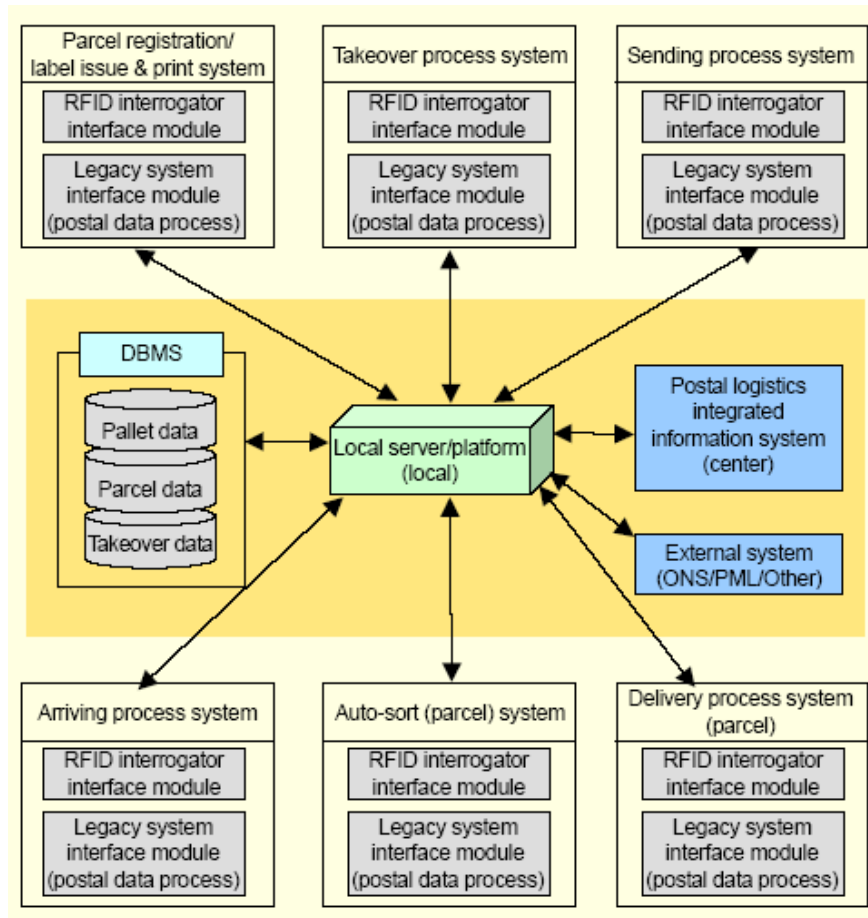 Parcel registration/
label issue & print system
RFID interrogator
interface module
Legacy system
interface module
(postal data process)
Takeover process system
RFID interrogator
interface module
Legacy system
interface module
(postal data process)
Sending process system
RFID interrogator
interface module
Legacy system
interface module
(postal data process)
DBMS
Pallet data
Parcel data
Takeover data
Local server/platform
(local)
Postal logistics
integrated
information system
(center)
External system
(ONS/PML/Other)
Arriving process system
RFID interrogator
interface module
Legacy system
interface module
(postal data process)
Auto-sort (parcel) system
RFID interrogator
interface module
Legacy system
interface module
(postal data process)
Delivery process system
(parcel)
RFID interrogator
interface module
Legacy system
interface module
(postal data process)